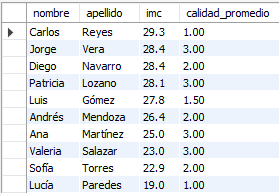 nombre apellido imc calidad_promedio
Carlos Reyes 29.3 1.00
Jorge Vera 28.4 3.00
Diego Navarro 28.4 2.00
Patricia Lozano 28.1 3.00
Luis Gómez 27.8 1.50
Andrés Mendoza 26.4 2.00
Ana Martínez 25.0 3.00
Valeria Salazar 23.0 3.00
Sofía Torres 22.9 2.00
Lucía Paredes 19.0 1.00